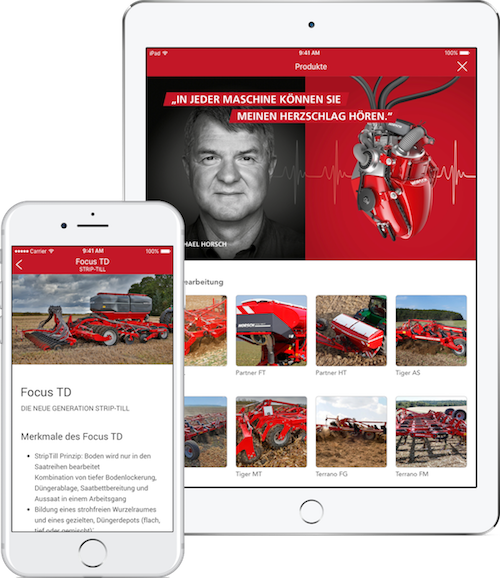 iPad
9:41 AM
100%
Produkte
„IN JEDER MASCHINE KÖNNEN SIE
MEINEN HERZSCHLAG HÖREN.“
HAEL HORSCH
earbeitung
HORSCH
Partner FT
Partner HT
Tiger AS
Tiger MT
Terrano FG
Terrano FM
Carrier
9:41 AM
100%
Focus TD
STRIP-TILL
Focus TD
DIE NEUE GENERATION STRIP-TILL
Merkmale des Focus TD
• StripTill Prinzip: Boden wird nur in den
Saatreihen bearbeitet
Kombination von tiefer Bodenlockerung,
Düngerablage, Saatbettbereitung und
Aussaat in einem Arbeitsgang
• Bildung eines strohfreien Wurzelraumes
und eines gezielten, Düngerdepots (flach,
tief oder gemischt)